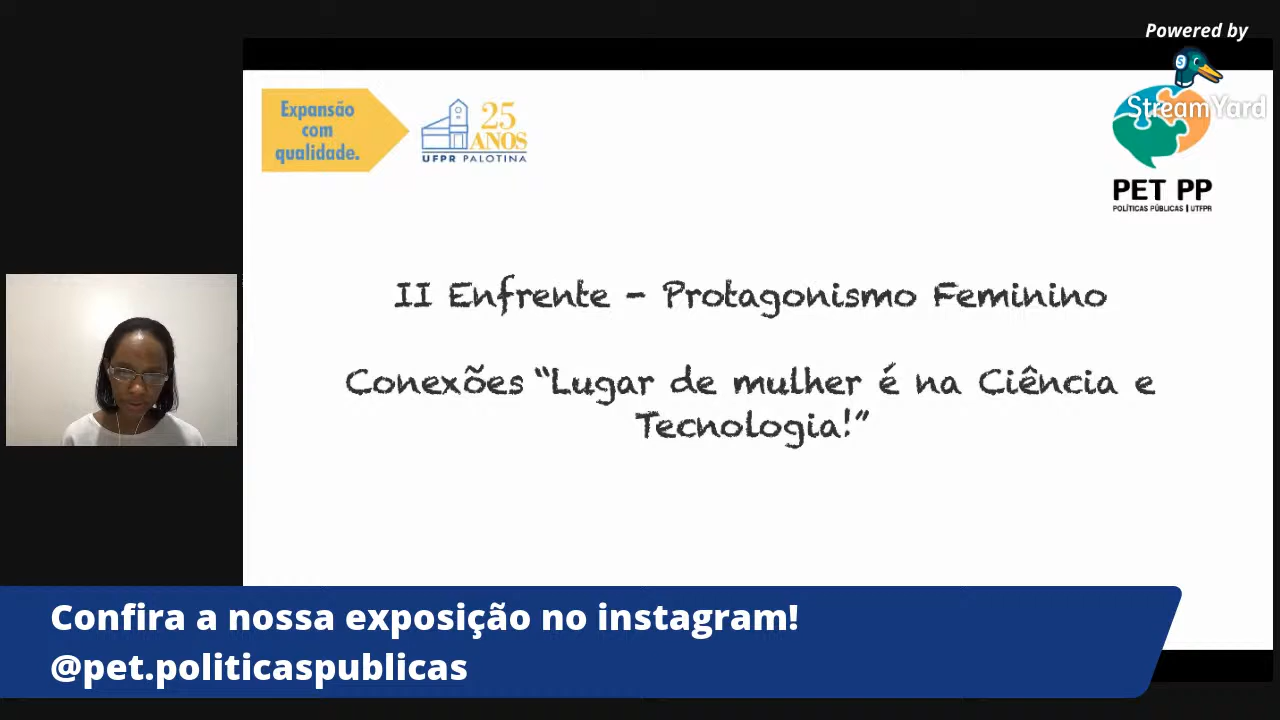 Powered by
StreamYard
Expansão
com
qualidade.
25
ANOS
UFPR PALOTINA
PET PP
POLÍTICAS PÚBLICAS | UTFPR
II Enfrente - Protagonismo Feminino
Conexões “Lugar de mulher é na Ciência e
Tecnologia!”
Confira a nossa exposição no instagram!
@pet.politicaspublicas